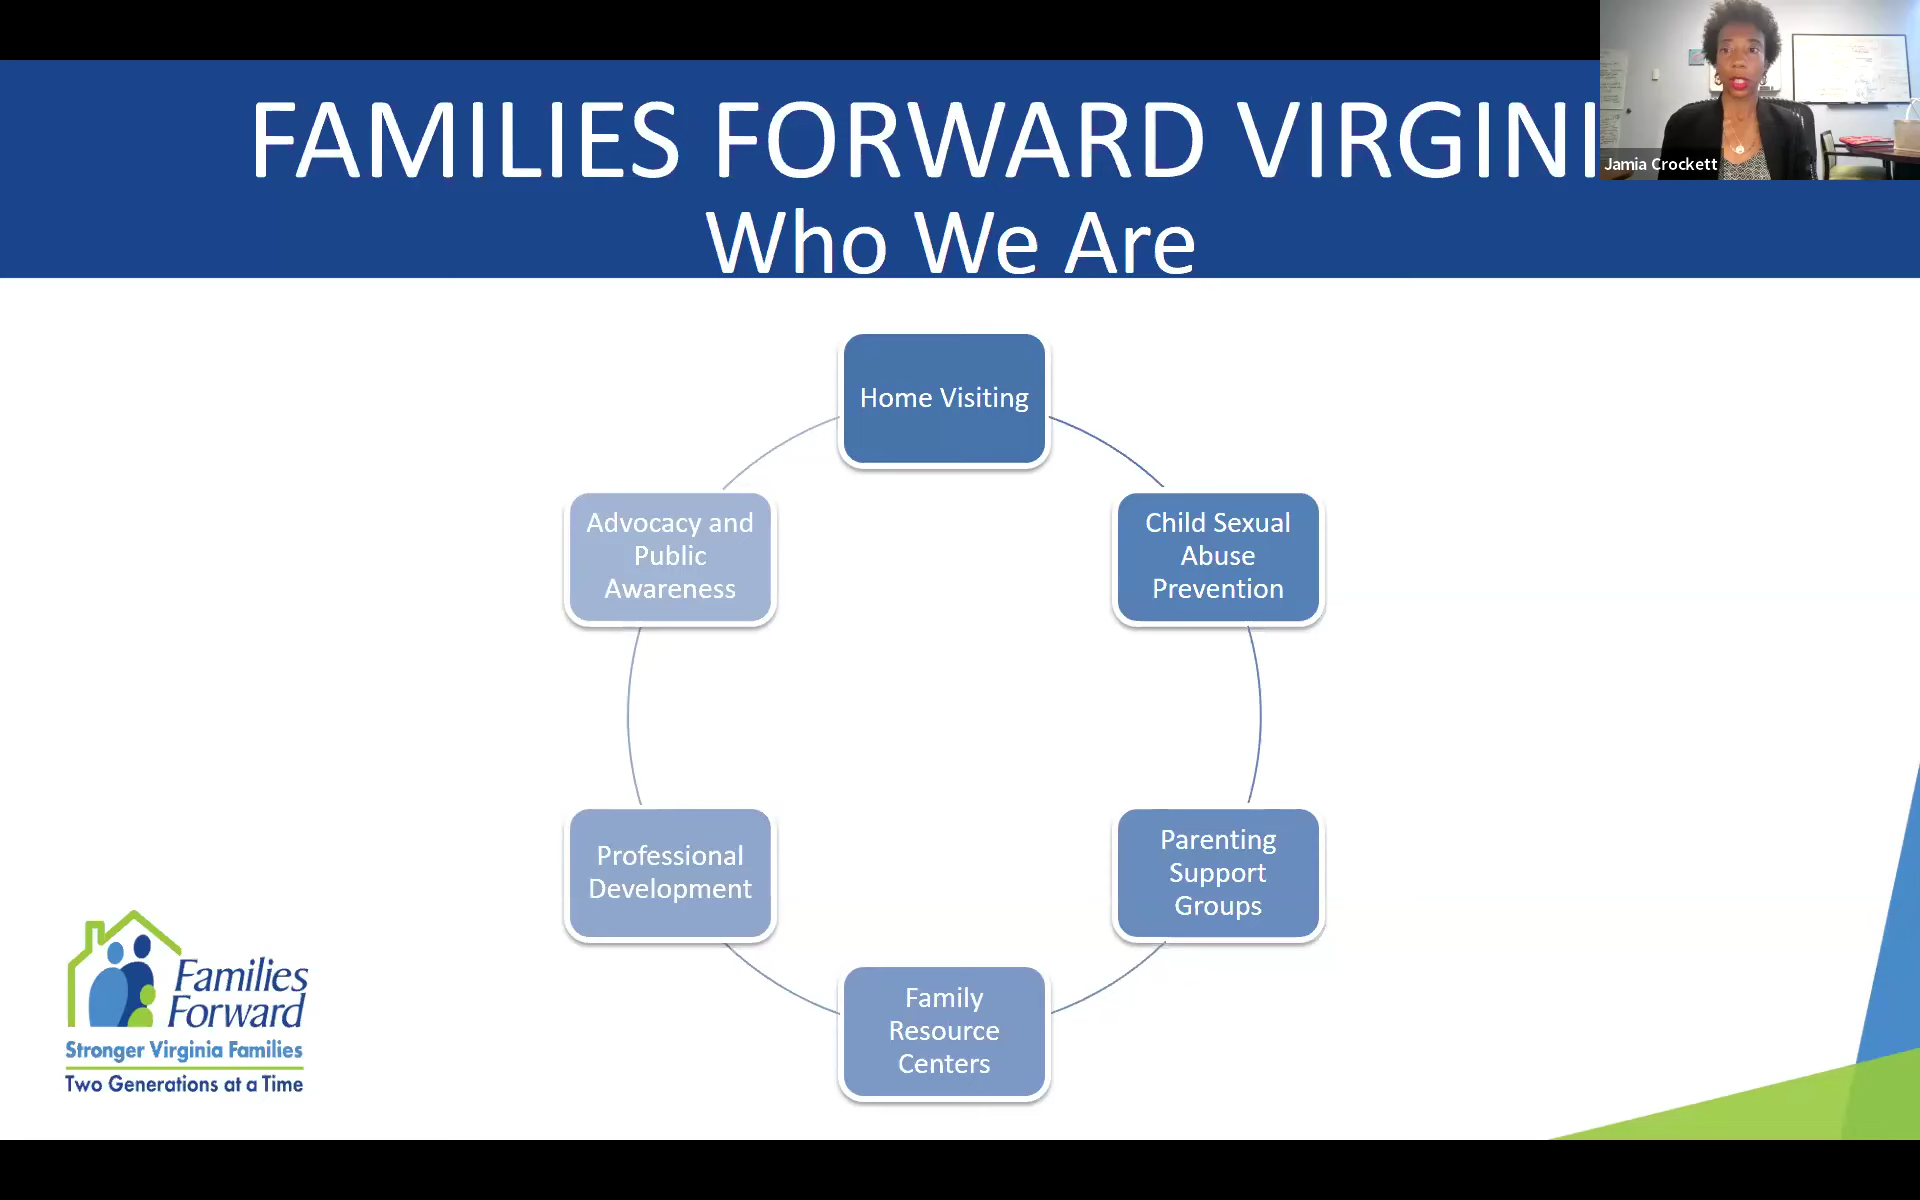 FAMILIES FORWARD VIRGINI
Who We Are
Jamia Crockett
Home Visiting
Child Sexual
Abuse
Prevention
Parenting
Support
Groups
Family
Resource
Centers
Professional
Development
Advocacy and
Public
Awareness
Families
Forward
Stronger Virginia Families
Two Generations at a Time